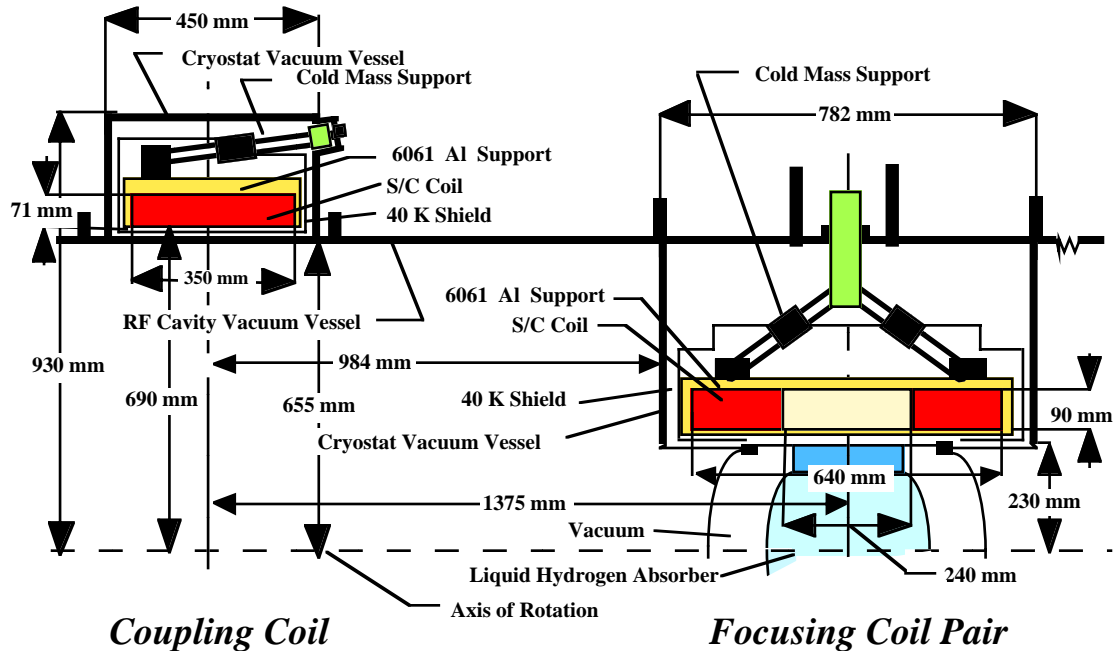 450 mm
Cryostat Vacuum Vessel
Cold Mass Support
Cold Mass Support
782 mm
6061 Al Support
S/C Coil
71 mm
40 K Shield
350 mm
6061 Al Support
RF Cavity Vacuum Vessel
S/C Coil
930 mm
984 mm
690 mm
655 mm
40 K Shield
90 mm
Cryostat Vacuum Vessel
640 mm
1375 mm
230 mm
Vacuum
Liquid Hydrogen Absorber
240 mm
Axis of Rotation
Coupling Coil
Focusing Coil Pair